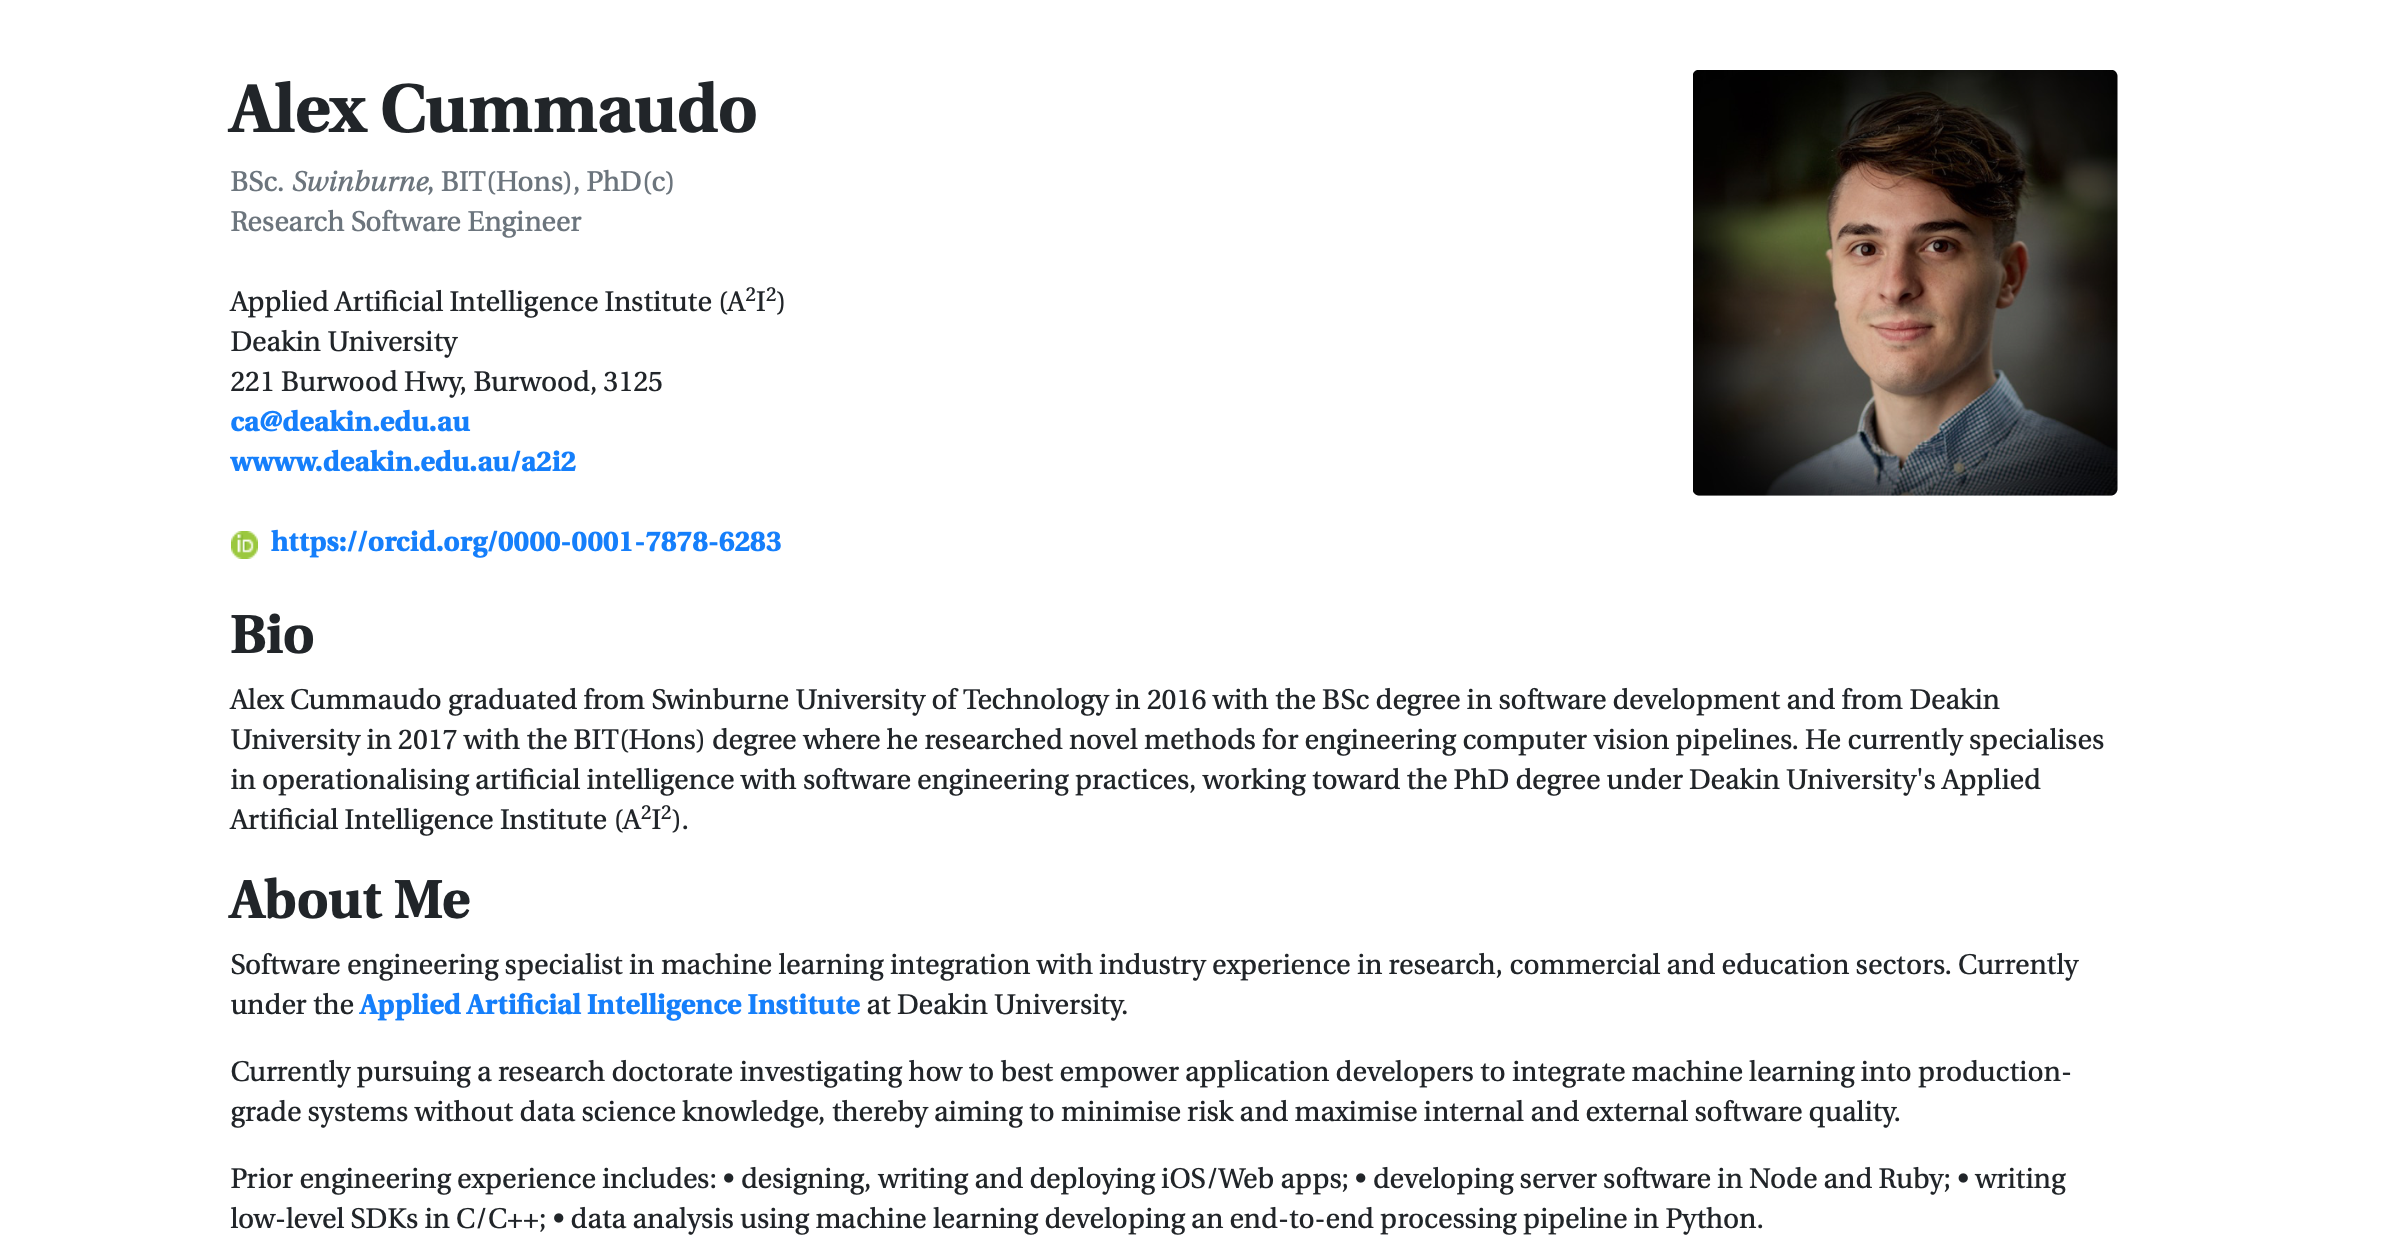 Alex Cummaudo
BSc. Swinburne, BIT(Hons), PhD(c)
Research Software Engineer
Applied Artificial Intelligence Institute (A²I²)
Deakin University
221 Burwood Hwy, Burwood, 3125
ca@deakin.edu.au
wwww.deakin.edu.au/a2i2
iD https://orcid.org/0000-0001-7878-6283
Bio
Alex Cummaudo graduated from Swinburne University of Technology in 2016 with the BSc degree in software development and from Deakin
University in 2017 with the BIT(Hons) degree where he researched novel methods for engineering computer vision pipelines. He currently specialises
in operationalising artificial intelligence with software engineering practices, working toward the PhD degree under Deakin University's Applied
Artificial Intelligence Institute (A²I²).
About Me
Software engineering specialist in machine learning integration with industry experience in research, commercial and education sectors. Currently
under the Applied Artificial Intelligence Institute at Deakin University.
Currently pursuing a research doctorate investigating how to best empower application developers to integrate machine learning into production-
grade systems without data science knowledge, thereby aiming to minimise risk and maximise internal and external software quality.
Prior engineering experience includes: • designing, writing and deploying iOS/Web apps; • developing server software in Node and Ruby; • writing
low-level SDKs in C/C++; • data analysis using machine learning developing an end-to-end processing pipeline in Python.